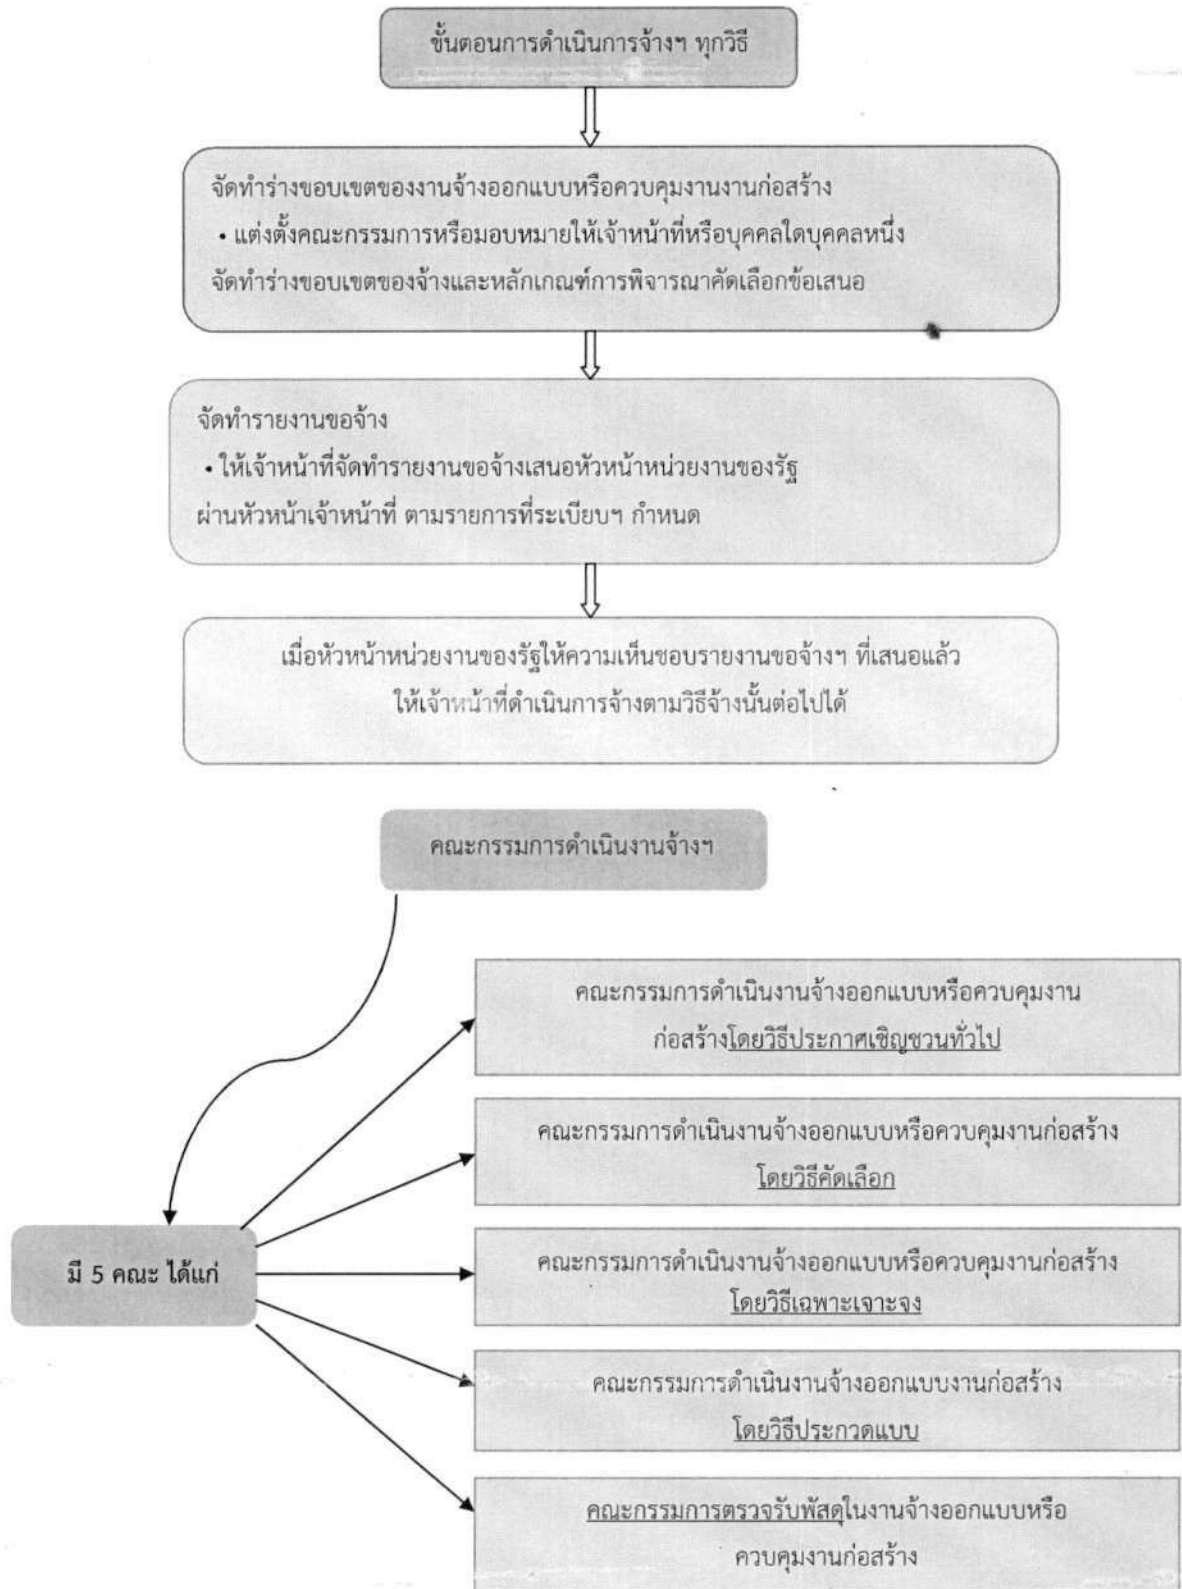 ขั้นตอนการดำเนินการจ้างฯ ทุกวิธี
จัดทำร่างขอบเขตของงานจ้างออกแบบหรือควบคุมงานงานก่อสร้าง
• แต่งตั้งคณะกรรมการหรือมอบหมายให้เจ้าหน้าที่หรือบุคคลใดบุคคลหนึ่ง
จัดทำร่างขอบเขตของจ้างและหลักเกณฑ์การพิจารณาคัดเลือกข้อเสนอ
จัดทำรายงานขอจ้าง
• ให้เจ้าหน้าที่จัดทำรายงานขอจ้างเสนอหัวหน้าหน่วยงานของรัฐ
ผ่านหัวหน้าเจ้าหน้าที่ ตามรายการที่ระเบียบฯ กำหนด
เมื่อหัวหน้าหน่วยงานของรัฐให้ความเห็นชอบรายงานขอจ้างฯ ที่เสนอแล้ว
ให้เจ้าหน้าที่ดำเนินการจ้างตามวิธีจ้างนั้นต่อไปได้
คณะกรรมการดำเนินงานจ้างฯ
มี 5 คณะ ได้แก่
คณะกรรมการดำเนินงานจ้างออกแบบหรือควบคุมงาน
ก่อสร้างโดยวิธีประกาศเชิญชวนทั่วไป
คณะกรรมการดำเนินงานจ้างออกแบบหรือควบคุมงานก่อสร้าง
โดยวิธีคัดเลือก
คณะกรรมการดำเนินงานจ้างออกแบบหรือควบคุมงานก่อสร้าง
โดยวิธีเฉพาะเจาะจง
คณะกรรมการดำเนินงานจ้างออกแบบงานก่อสร้าง
โดยวิธีประกวดแบบ
คณะกรรมการตรวจรับพัสดุในงานจ้างออกแบบหรือ
ควบคุมงานก่อสร้าง